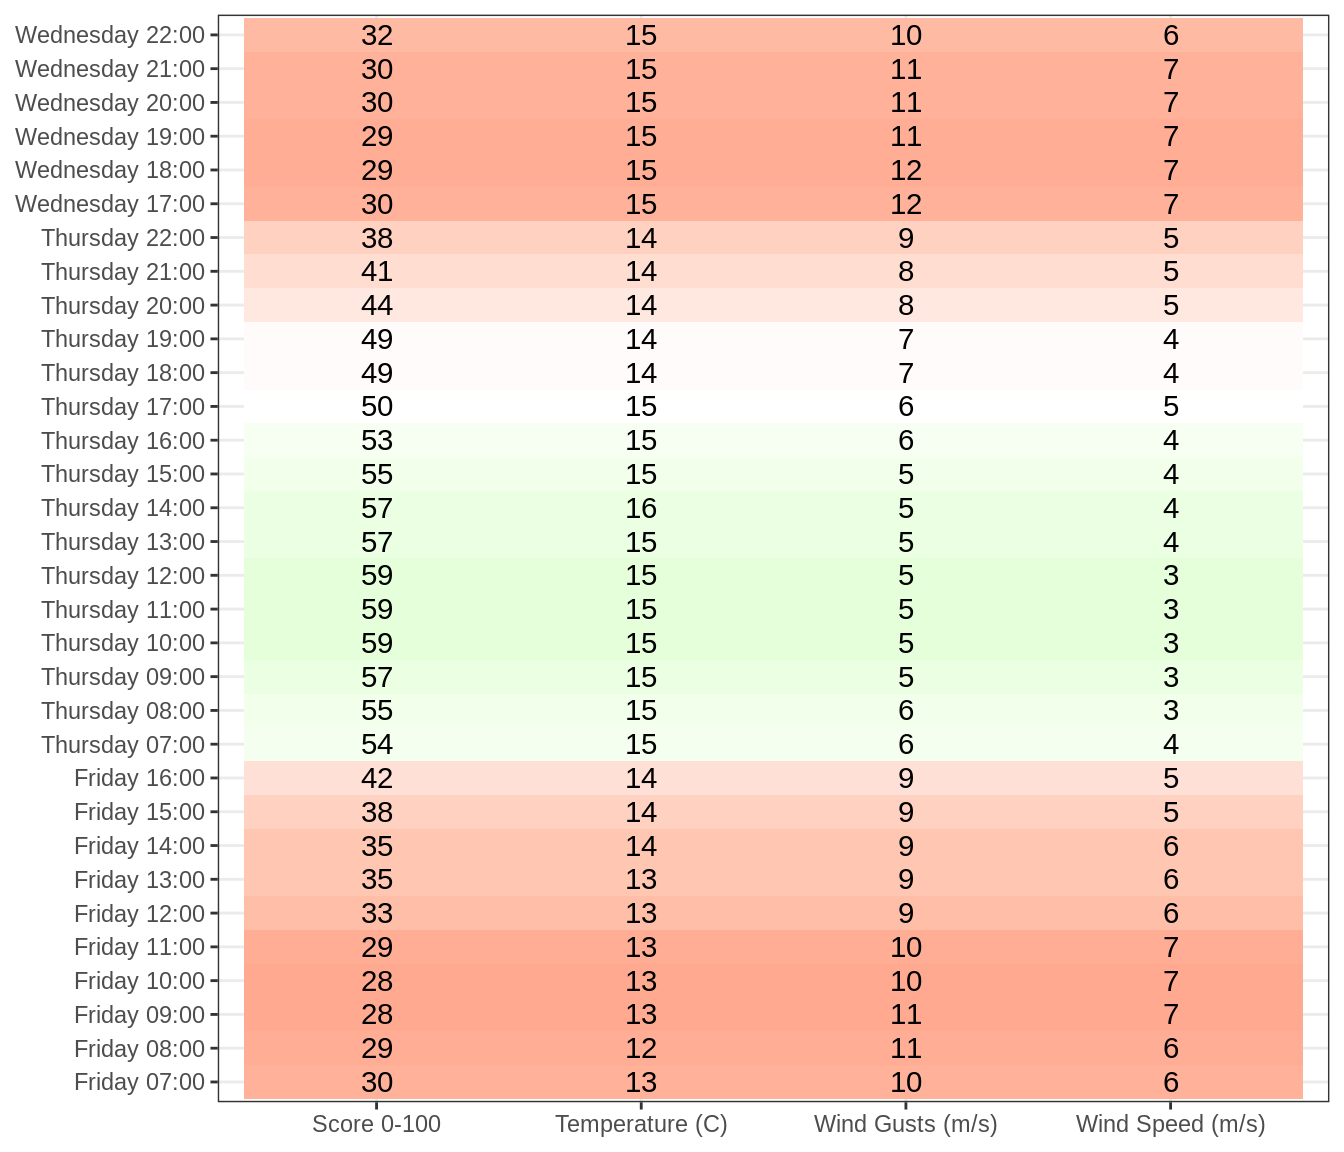 Wednesday 22:00 32 15 10 6
Wednesday 21:00 30 15 11 7
Wednesday 20:00 30 15 11 7
Wednesday 19:00 29 15 11 7
Wednesday 18:00 29 15 12 7
Wednesday 17:00 30 15 12 7
Thursday 22:00 38 14 9 5
Thursday 21:00 41 14 8 5
Thursday 20:00 44 14 8 5
Thursday 19:00 49 14 7 4
Thursday 18:00 49 14 7 4
Thursday 17:00 50 15 6 5
Thursday 16:00 53 15 6 4
Thursday 15:00 55 15 5 4
Thursday 14:00 57 16 5 4
Thursday 13:00 57 15 5 4
Thursday 12:00 59 15 5 3
Thursday 11:00 59 15 5 3
Thursday 10:00 59 15 5 3
Thursday 09:00 57 15 5 3
Thursday 08:00 55 15 6 3
Thursday 07:00 54 15 6 4
Friday 16:00 42 14 9 5
Friday 15:00 38 14 9 5
Friday 14:00 35 14 9 6
Friday 13:00 35 13 9 6
Friday 12:00 33 13 9 6
Friday 11:00 29 13 10 7
Friday 10:00 28 13 10 7
Friday 09:00 28 13 11 7
Friday 08:00 29 12 11 6
Friday 07:00 30 13 10 6
Score 0-100 Temperature (C) Wind Gusts (m/s) Wind Speed (m/s)